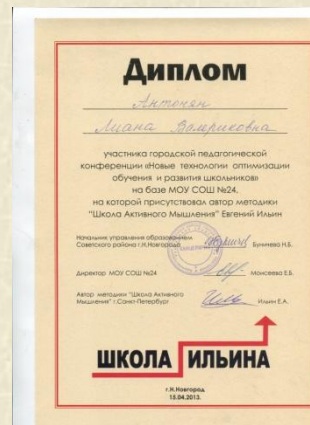 Диплом
Антонян
Лиана Валериковна
участника городской педагогической
конференции «Новые технологии оптимизации
обучения и развития школьников»
на базе МОУ СОШ №24,
на которой присутствовал автор методики
"Школа Активного Мышления" Евгений Ильин
Начальник управления образованием
Советского района г.Н.Новгорода Буничева Н.Б.
Директор МОУ СОШ №24 Моисеева Е.Б.
Автор методики "Школа Активного
Мышления" г.Санкт-Петербург Ильин Е.А.
ШКОЛА ИЛЬИНА
г.Н.Новгород
15.04.2013.